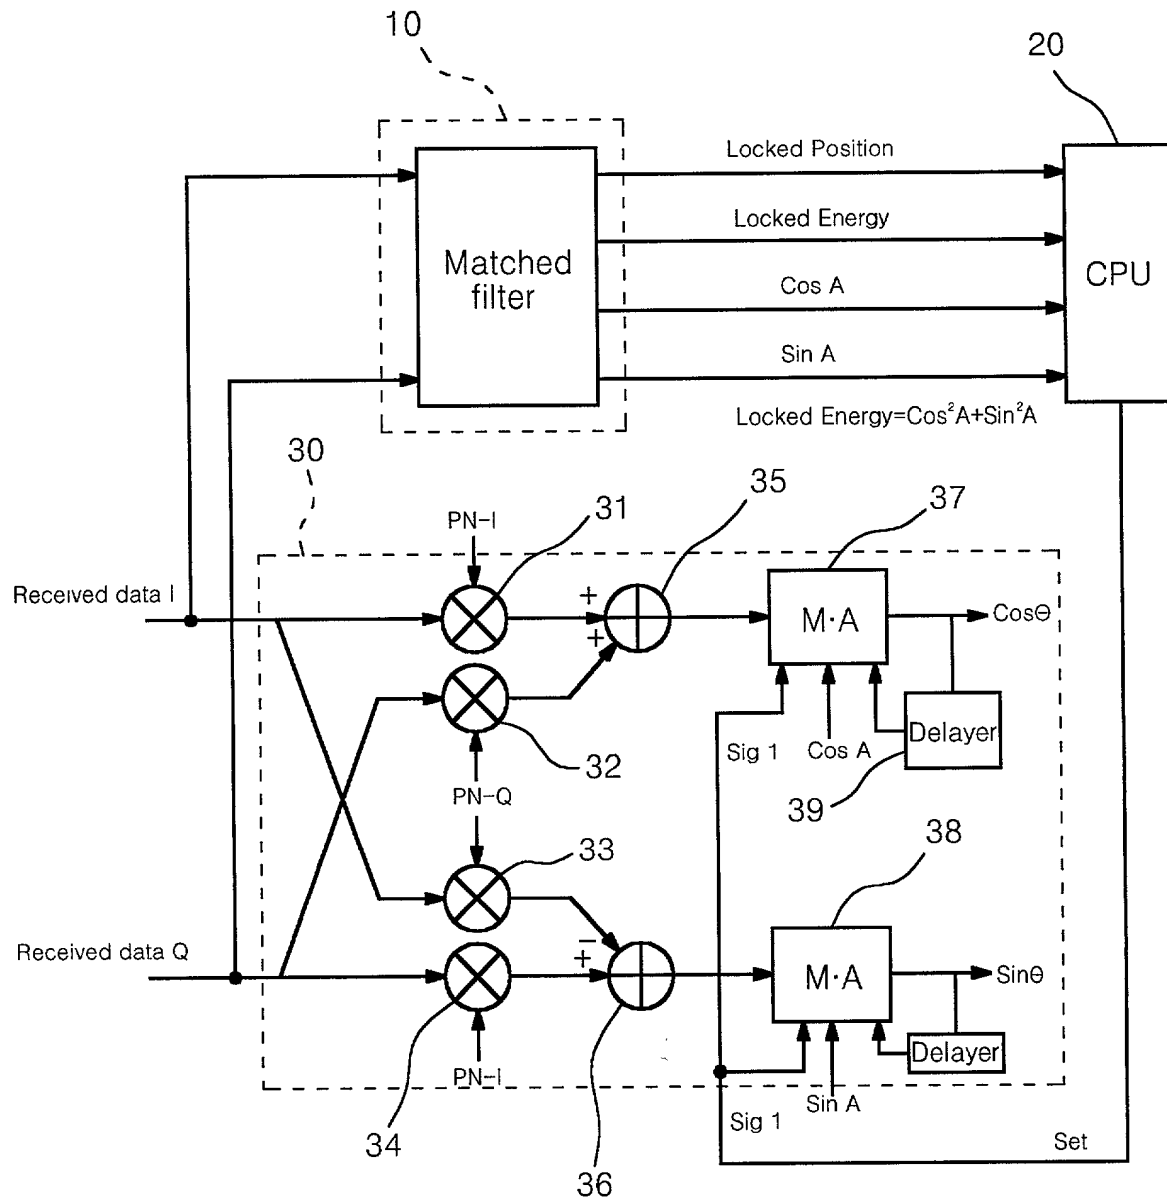 10
20
Locked Position
Locked Energy
Cos A
Sin A
Matched
filter
CPU
Locked Energy=Cos²A+Sin²A
30
PN-I
31
35
37
Received data I
+
+
M·A
CosΘ
32
Sig 1
Cos A
Delayer
PN-Q
39
33
38
Received data Q
−
+
M·A
Sinθ
Delayer
PN-I
Sig 1
Sin A
34
36
Set